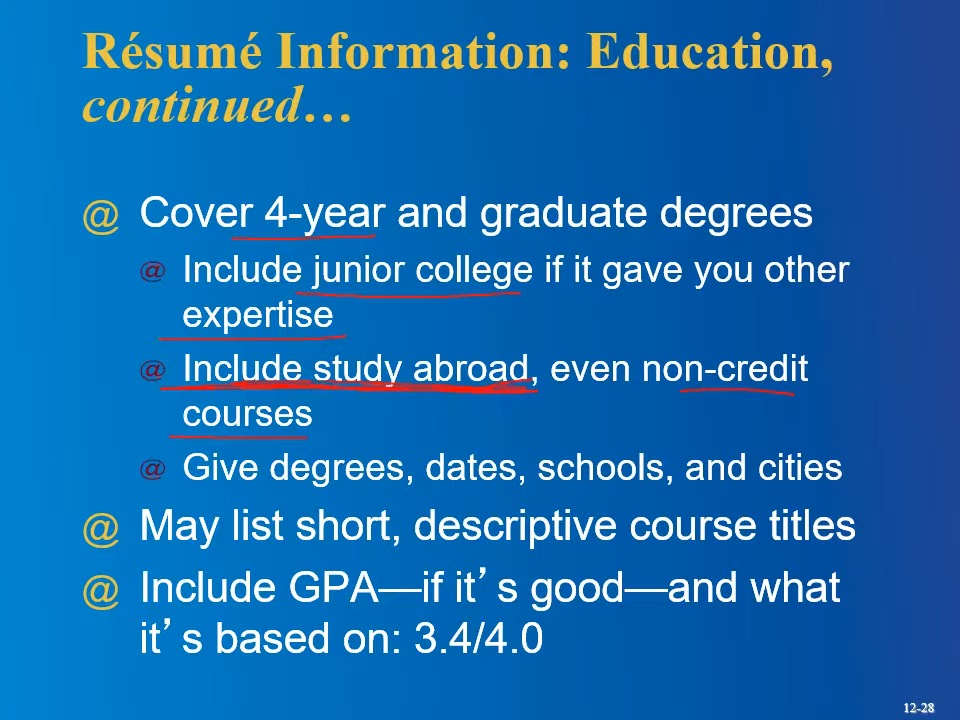 Résumé Information: Education,
continued…
@ Cover 4-year and graduate degrees
@ Include junior college if it gave you other
expertise
@ Include study abroad, even non-credit
courses
@ Give degrees, dates, schools, and cities
@ May list short, descriptive course titles
@ Include GPA—if it’s good—and what
it’s based on: 3.4/4.0
12-28